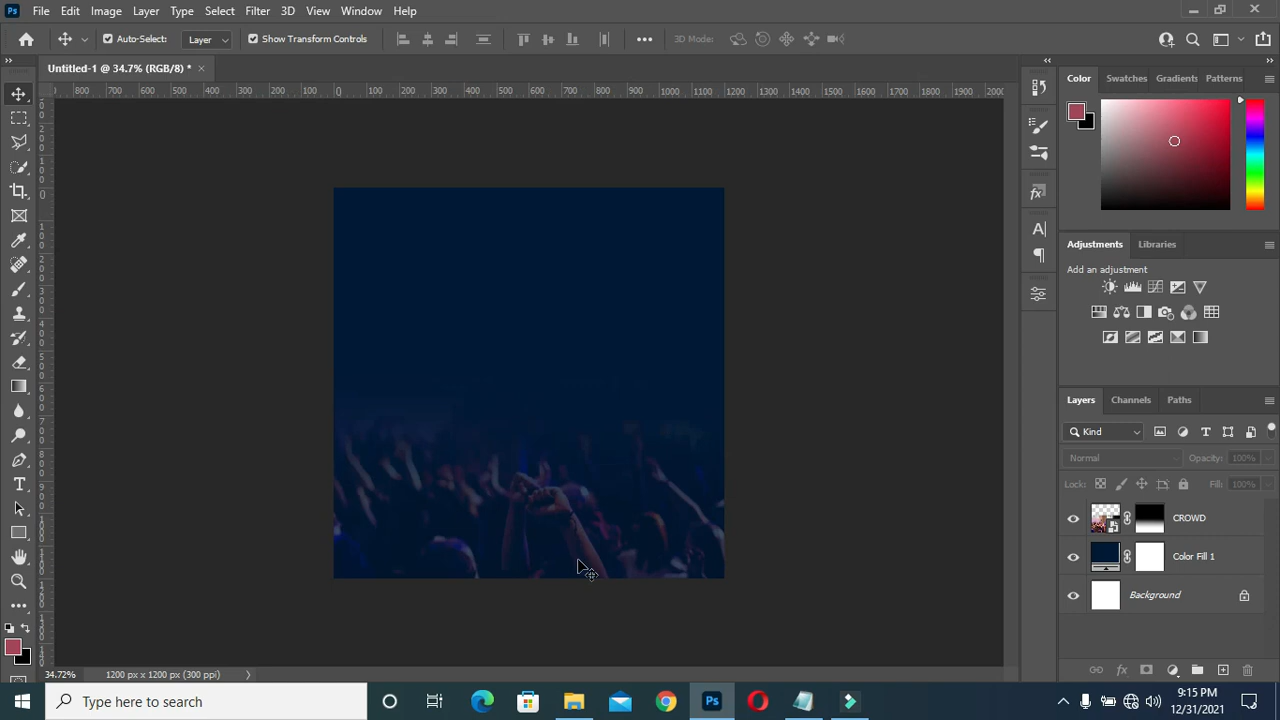 Ps File Edit Image Layer Type Select Filter 3D View Window Help
Auto-Select: Layer Show Transform Controls 3D Mode:
Untitled-1 @ 34.7% (RGB/8) *
800 700 600 500 400 300 200 100 0 100 200 300 400 500 600 700 800 900 1000 1100 1200 1300 1400 1500 1600 1700 1800 1900 2000
Color Swatches Gradients Patterns
Adjustments Libraries
Add an adjustment
Layers Channels Paths
Kind
Normal Opacity: 100%
Lock: Fill: 100%
CROWD
Color Fill 1
Background
34.72% 1200 px x 1200 px (300 ppi)
Type here to search
Ps
9:15 PM
12/31/2021